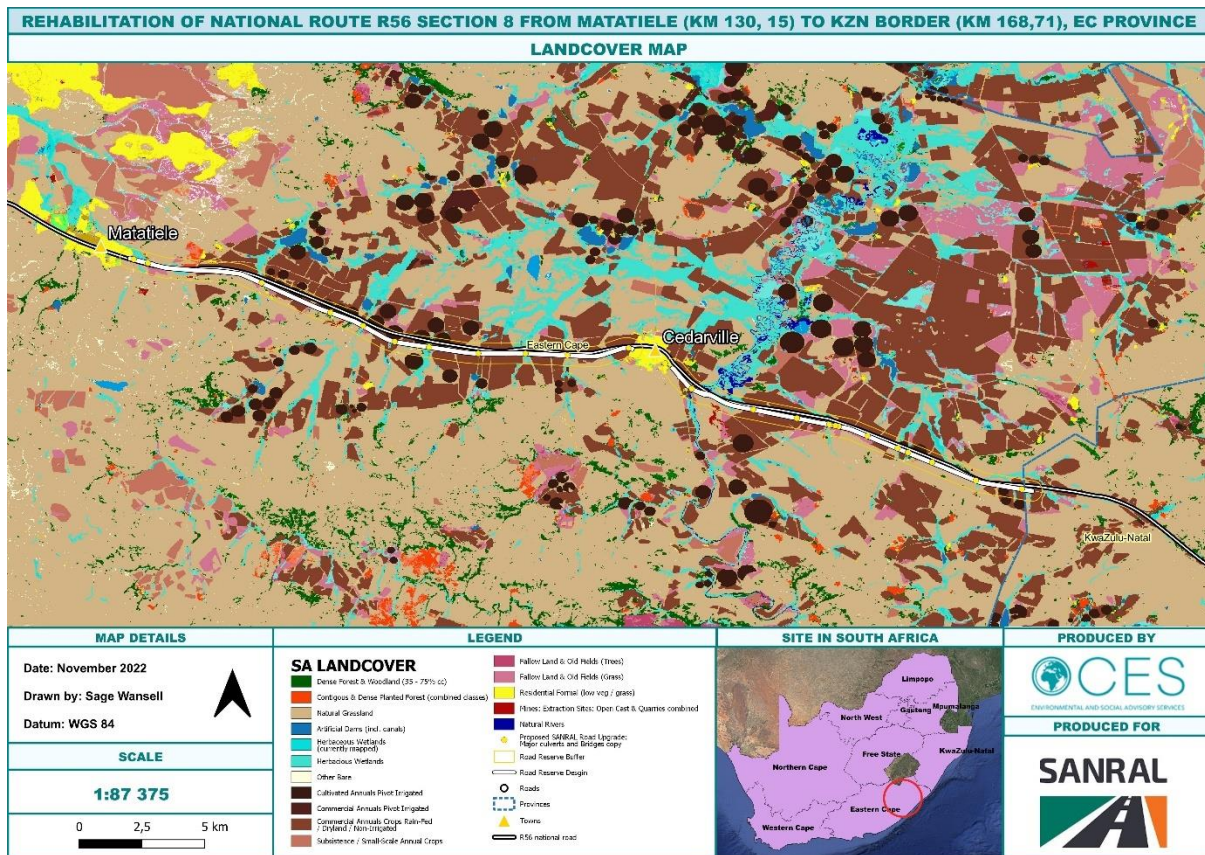 REHABILITATION OF NATIONAL ROUTE R56 SECTION 8 FROM MATATIELE (KM 130, 15) TO KZN BORDER (KM 168,71), EC PROVINCE
LANDCOVER MAP
Matatiele
Eastern Cape
Cedarville
KwaZulu-Natal
MAP DETAILS
Date: November 2022
Drawn by: Sage Wansell
Datum: WGS 84
SCALE
1:87 375
0 2,5 5 km
LEGEND
SA LANDCOVER
Dense Forest & Woodland (35 - 75% cc)
Contigous & Dense Planted Forest (combined classes)
Natural Grassland
Artificial Dams (incl. canals)
Herbaceous Wetlands
(currently mapped)
Herbacious Wetlands
Other Bare
Cultivated Annuals Pivot Irrigated
Commercial Annuals Pivot Irrigated
Commercial Annuals Crops Rain-Fed
/ Dryland / Non-Irrigated
Subsistence / Small-Scale Annual Crops
Fallow Land & Old Fields (Trees)
Fallow Land & Old Fields (Grass)
Residential Formal (low veg / grass)
Mines: Extraction Sites: Open Cast & Quarries combined
Natural Rivers
Proposed SANRAL Road Upgrade:
Major culverts and Bridges copy
Road Reserve Buffer
Road Reserve Desgin
Roads
Provinces
Towns
R56 national road
SITE IN SOUTH AFRICA
Limpopo
North West
Gauteng
Mpumalanga
Free State
KwaZulu-Natal
Northern Cape
Eastern Cape
Western Cape
PRODUCED BY
CES
ENVIRONMENTAL AND SOCIAL ADVISORY SERVICES
PRODUCED FOR
SANRAL